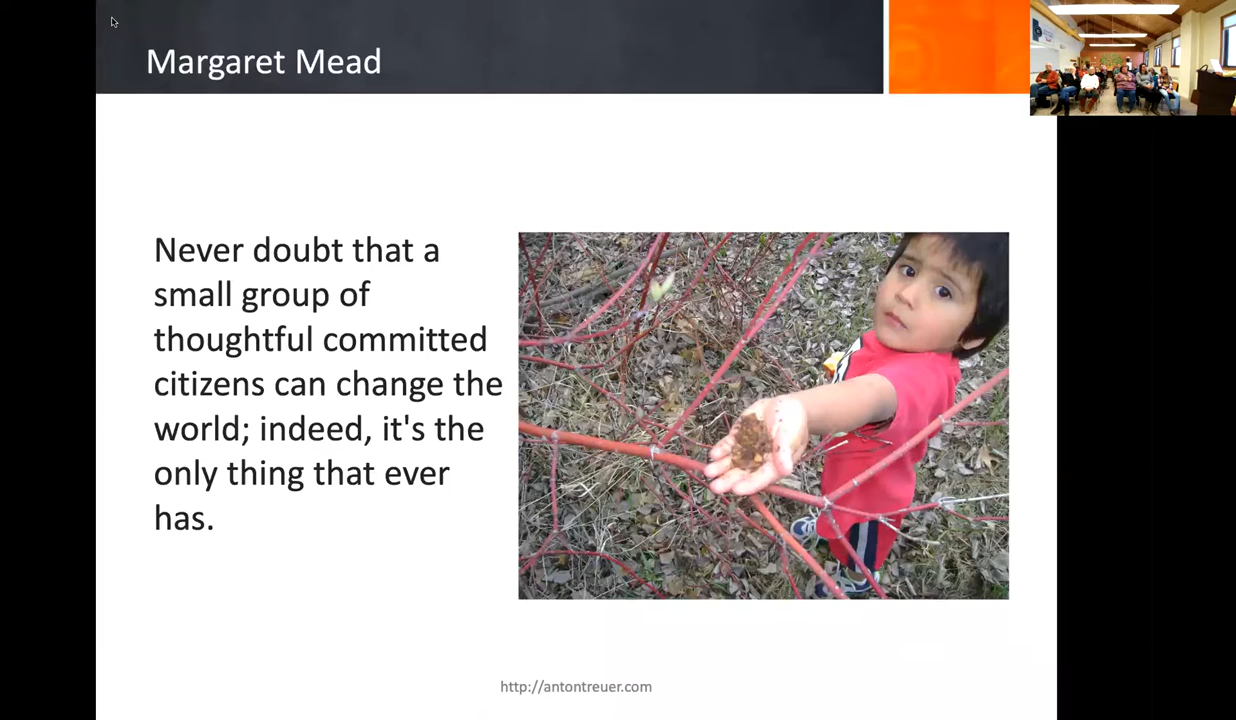 Margaret Mead
Never doubt that a
small group of
thoughtful committed
citizens can change the
world; indeed, it's the
only thing that ever
has.
http://antontreuer.com